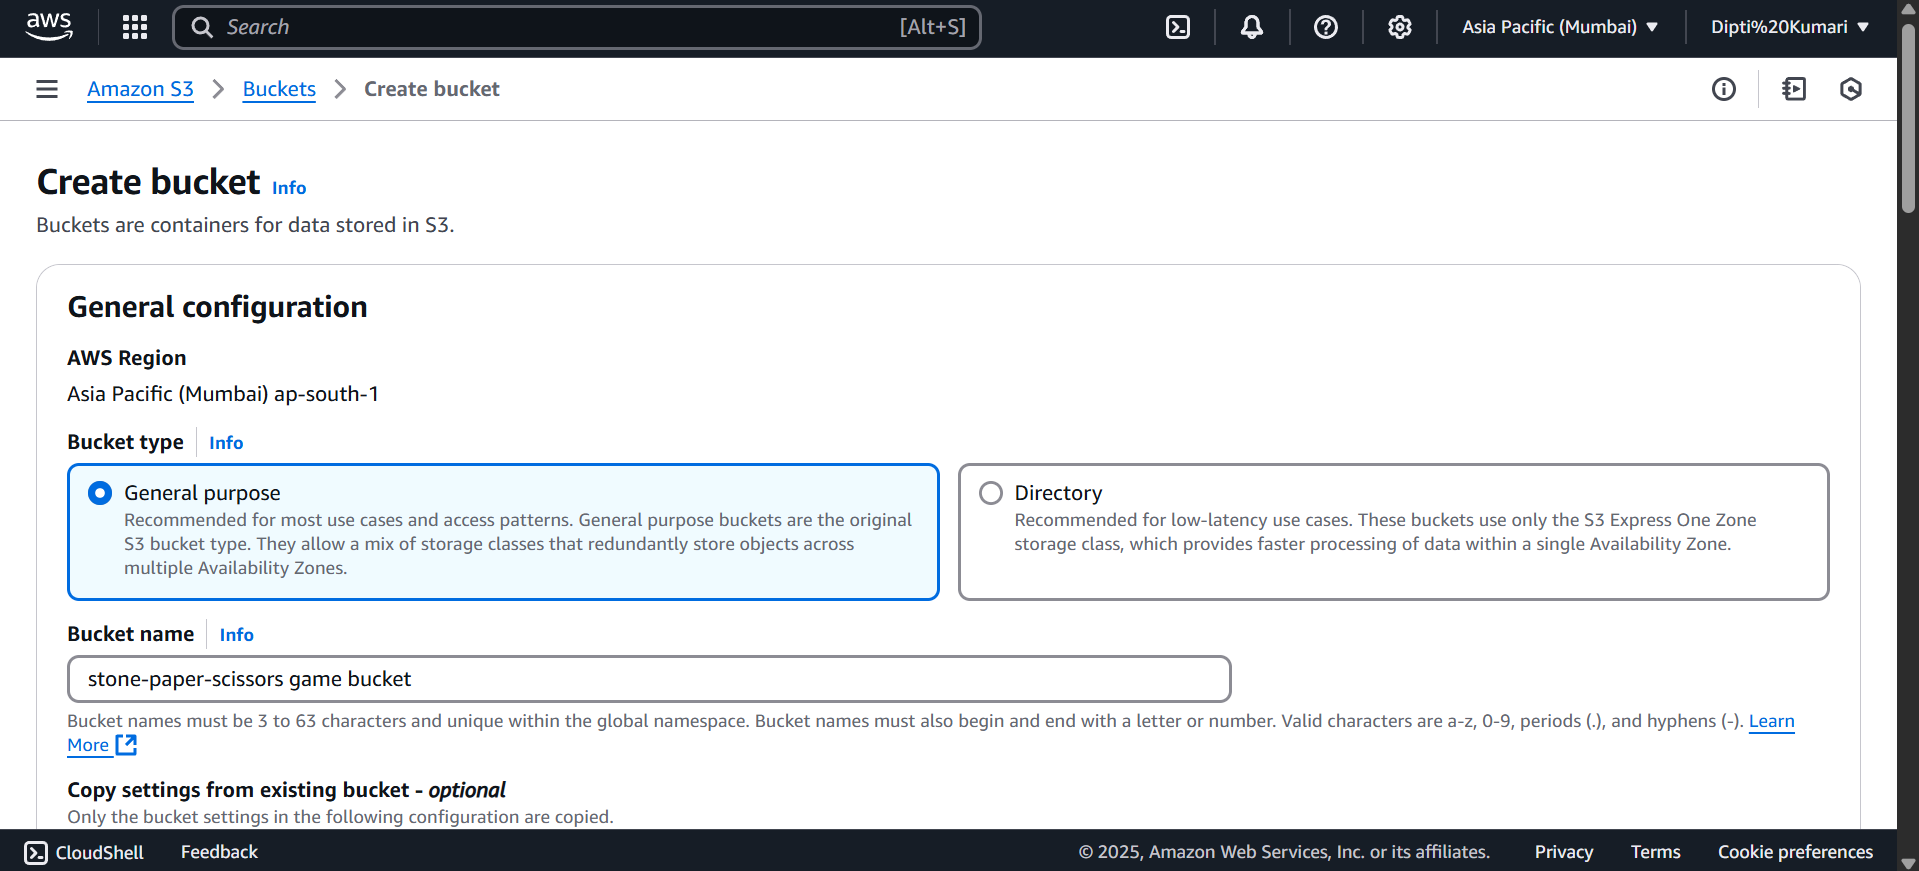 aws
Search [Alt+S]
Asia Pacific (Mumbai)
Dipti%20Kumari
Amazon S3
Buckets
Create bucket
Create bucket Info
Buckets are containers for data stored in S3.
General configuration
AWS Region
Asia Pacific (Mumbai) ap-south-1
Bucket type Info
General purpose
Recommended for most use cases and access patterns. General purpose buckets are the original
S3 bucket type. They allow a mix of storage classes that redundantly store objects across
multiple Availability Zones.
Directory
Recommended for low-latency use cases. These buckets use only the S3 Express One Zone
storage class, which provides faster processing of data within a single Availability Zone.
Bucket name Info
stone-paper-scissors game bucket
Bucket names must be 3 to 63 characters and unique within the global namespace. Bucket names must also begin and end with a letter or number. Valid characters are a-z, 0-9, periods (.), and hyphens (-). Learn
More
Copy settings from existing bucket - optional
Only the bucket settings in the following configuration are copied.
CloudShell
Feedback
© 2025, Amazon Web Services, Inc. or its affiliates.
Privacy
Terms
Cookie preferences